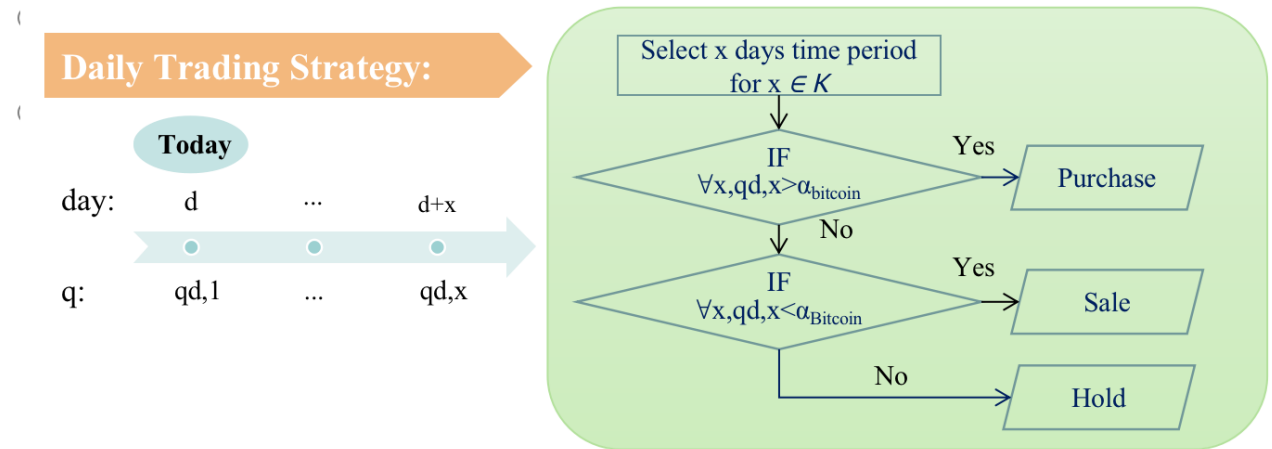 Daily Trading Strategy:
Today
day: d ... d+x
q: qd,1 ... qd,x
Select x days time period
for x ∈ K
IF
∀x,qd,x>αbitcoin
Yes
Purchase
No
IF
∀x,qd,x<αBitcoin
Yes
Sale
No
Hold